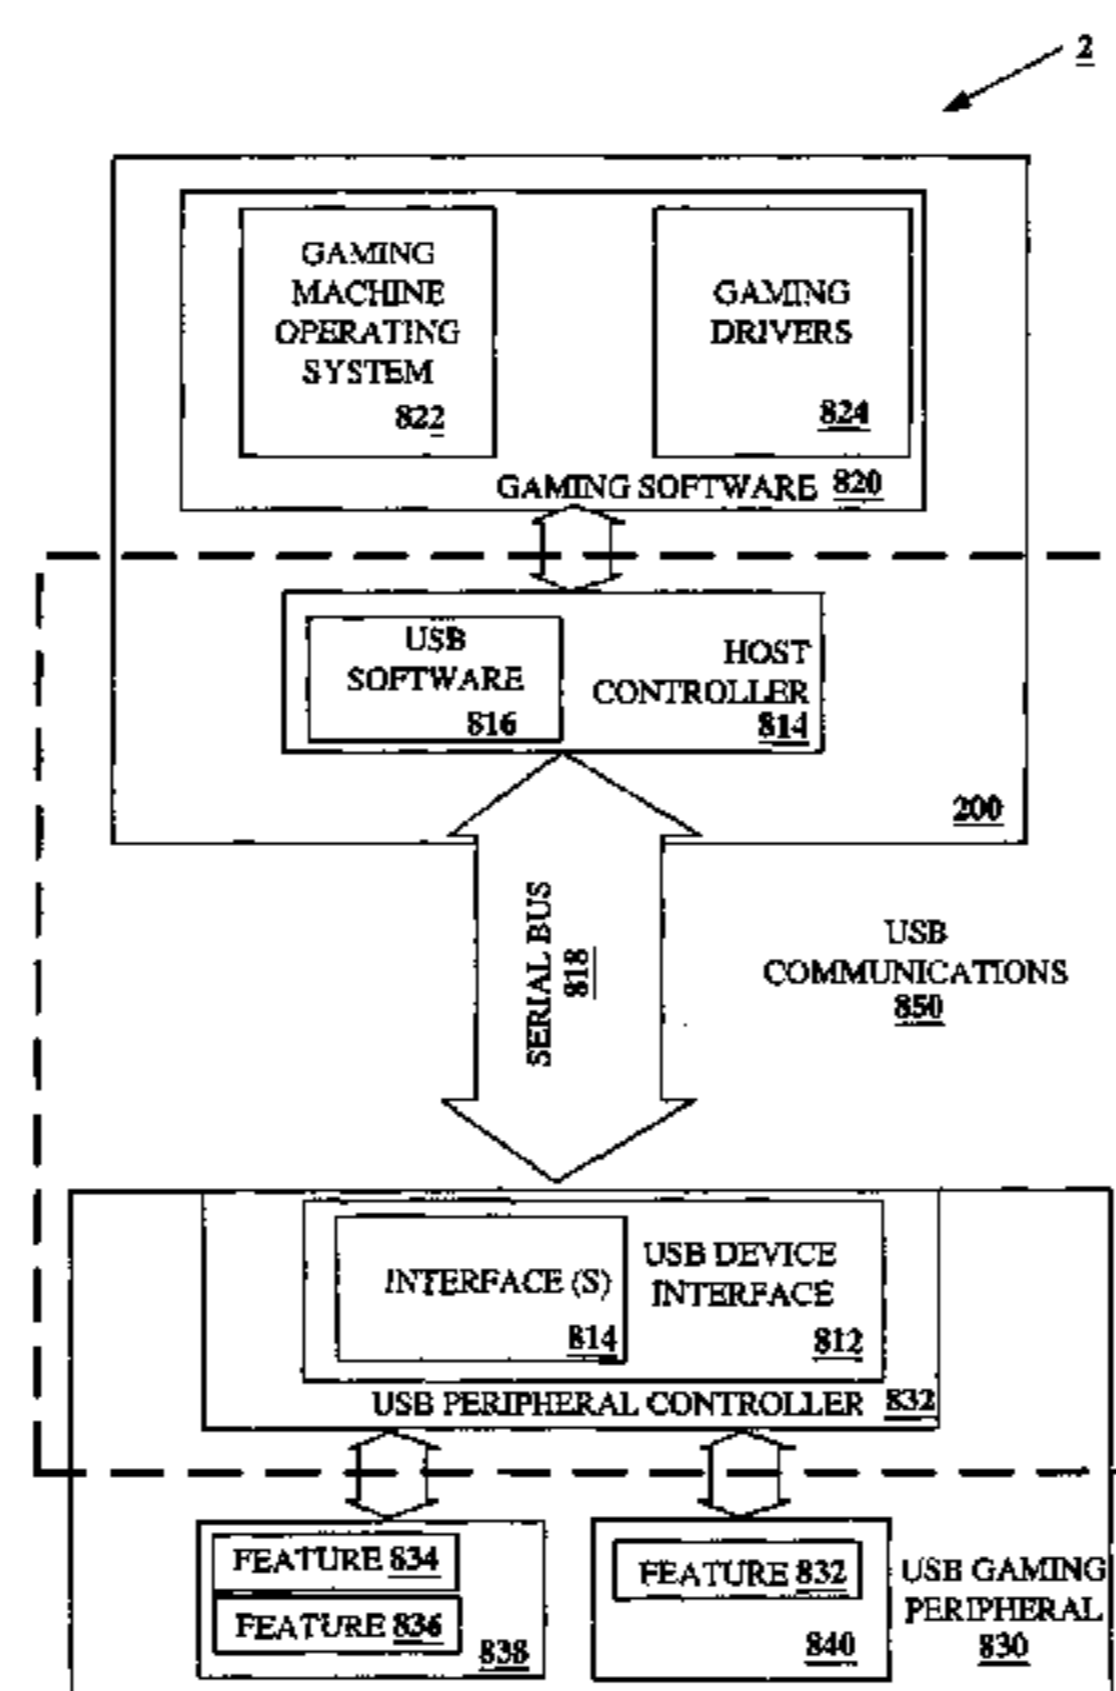 2
GAMING
MACHINE
OPERATING
SYSTEM
822
GAMING
DRIVERS
824
GAMING SOFTWARE 820
USB
SOFTWARE
816
HOST
CONTROLLER
814
200
SERIAL BUS
818
USB
COMMUNICATIONS
850
INTERFACE (S)
814
USB DEVICE
INTERFACE
812
USB PERIPHERAL CONTROLLER 832
FEATURE 834
FEATURE 836
838
FEATURE 832
840
USB GAMING
PERIPHERAL
830